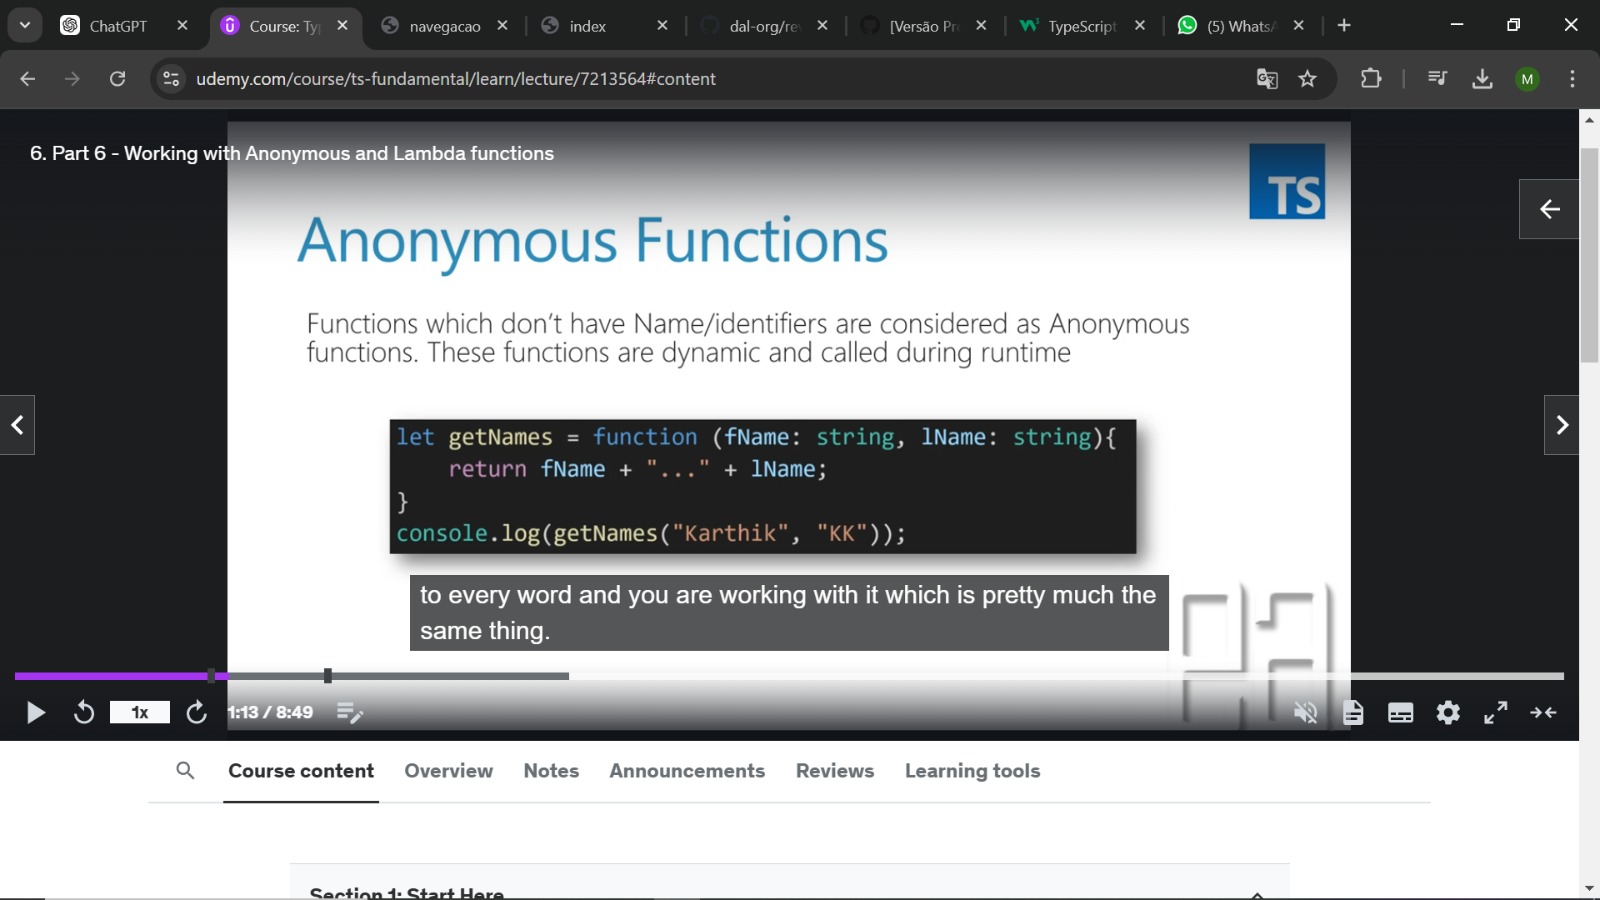 ChatGPT
Course: Ty
navegacao
index
dal-org/re
[Versão Pr
TypeScript
(5) Whats
udemy.com/course/ts-fundamental/learn/lecture/7213564#content
M
6. Part 6 - Working with Anonymous and Lambda functions
TS
Anonymous Functions
Functions which don't have Name/identifiers are considered as Anonymous
functions. These functions are dynamic and called during runtime
let getNames = function (fName: string, lName: string){
return fName + "..." + lName;
}
console.log(getNames("Karthik", "KK"));
to every word and you are working with it which is pretty much the
same thing.
1x
1:13 / 8:49
Course content
Overview
Notes
Announcements
Reviews
Learning tools
Section 1: Start Here